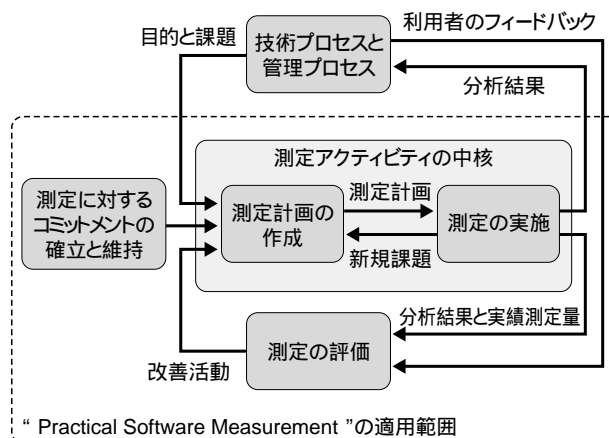 目的と課題
技術プロセスと
管理プロセス
利用者のフィードバック
分析結果
測定アクティビティの中核
測定に対する
コミットメントの
確立と維持
測定計画の
作成
測定計画
新規課題
測定の実施
分析結果と実績測定量
測定の評価
改善活動
“ Practical Software Measurement ”の適用範囲